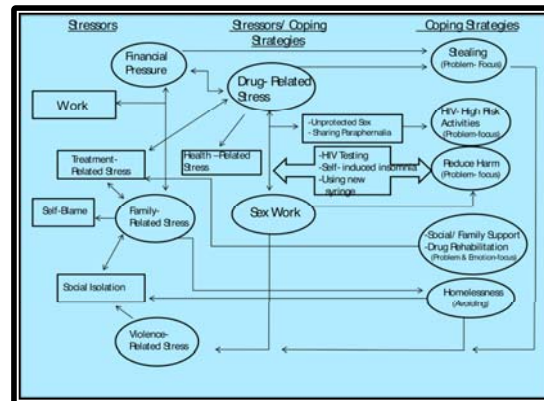 Stressors
Stressors/ Coping
Strategies
Coping Strategies
Financial
Pressure
Drug- Related
Stress
Stealing
(Problem- Focus)
Work
-Unprotected Sex
- Sharing Paraphernalia
HIV- High Risk
Activities
(Problem-focus)
Treatment-
Related Stress
Health –Related
Stress
-HIV Testing
-Self- induced insomnia
-Using new
syringe
Reduce Harm
(Problem- focus)
Self-Blame
Family-
Related Stress
Sex Work
-Social/ Family Support
-Drug Rehabilitation
(Problem & Emotion-focus)
Social Isolation
Homelessness
(Avoiding)
Violence-
Related Stress